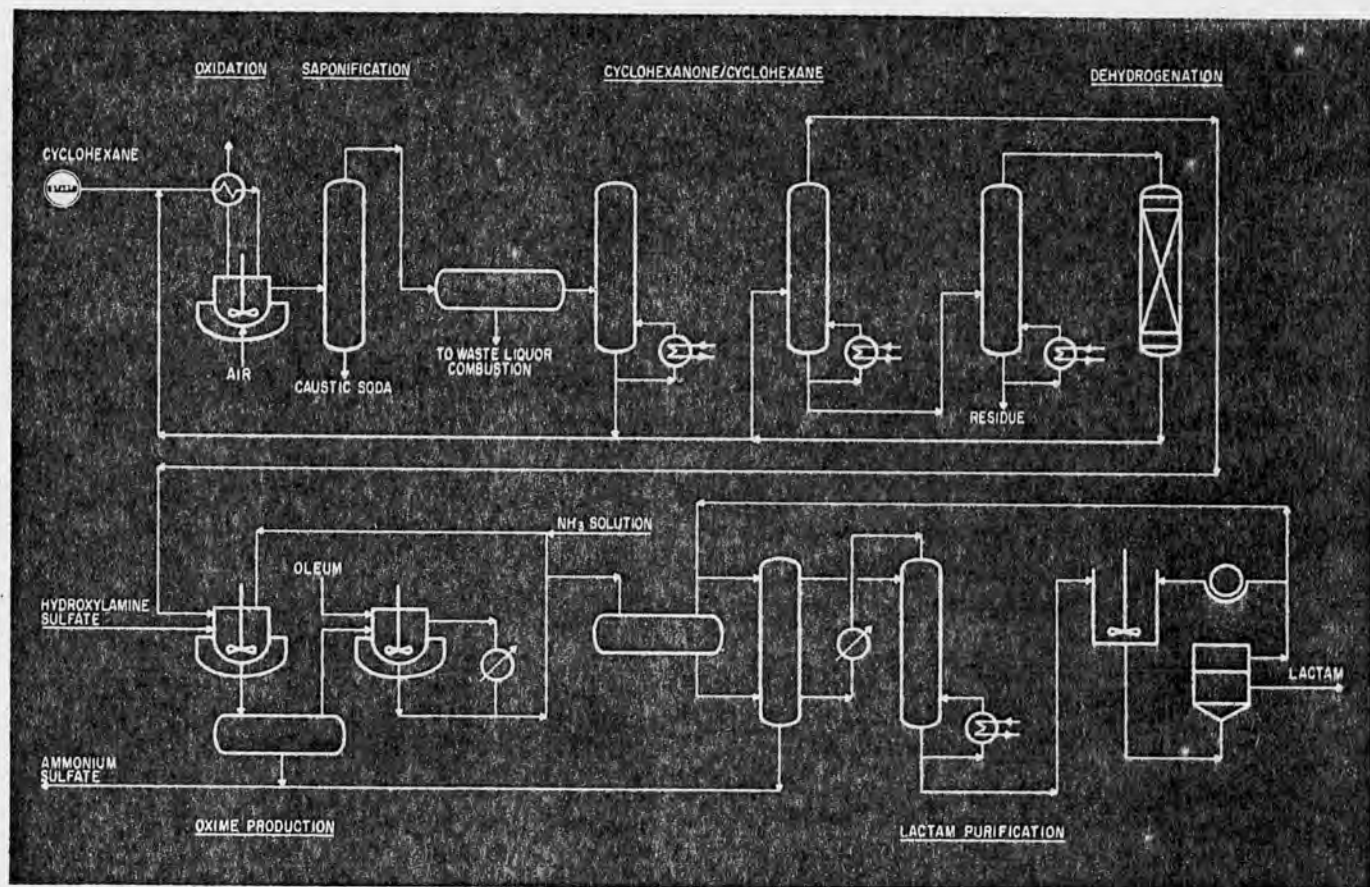 OXIDATION
SAPONIFICATION
CYCLOHEXANONE/CYCLOHEXANE
DEHYDROGENATION
CYCLOHEXANE
START
AIR
CAUSTIC SODA
TO WASTE LIQUOR
COMBUSTION
RESIDUE
NH₃ SOLUTION
OLEUM
HYDROXYLAMINE
SULFATE
LACTAM
AMMONIUM
SULFATE
OXIME PRODUCTION
LACTAM PURIFICATION